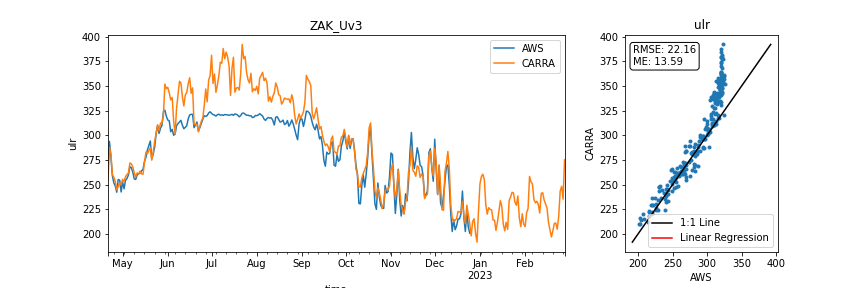 ZAK_Uv3
ulr
400
375
350
325
300
275
250
225
200
ulr
AWS
CARRA
May
Jun
Jul
Aug
Sep
Oct
Nov
Dec
Jan
2023
Feb
time
400
375
350
325
300
275
250
225
200
CARRA
RMSE: 22.16
ME: 13.59
1:1 Line
Linear Regression
200
250
300
350
400
AWS